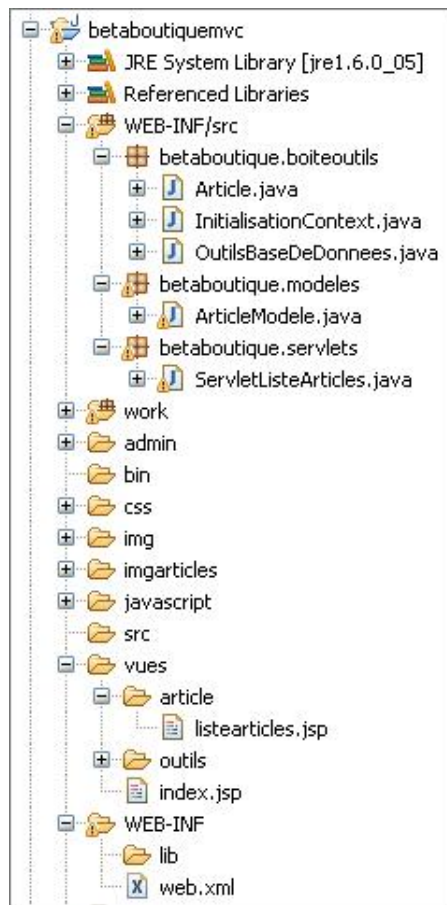 betaboutiquemvc
JRE System Library [jre1.6.0_05]
Referenced Libraries
WEB-INF/src
betaboutique.boiteoutils
Article.java
InitialisationContext.java
OutilsBaseDeDonnees.java
betaboutique.modeles
ArticleModele.java
betaboutique.servlets
ServletListeArticles.java
work
admin
bin
css
img
imgarticles
javascript
src
vues
article
listearticles.jsp
outils
index.jsp
WEB-INF
lib
web.xml